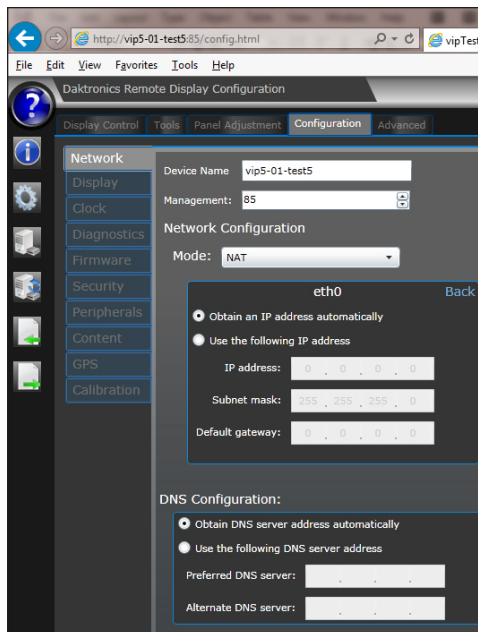 http://vip5-01-test5:85/config.html
vipTest
File Edit View Favorites Tools Help
Daktronics Remote Display Configuration
Display Control Tools Panel Adjustment Configuration Advanced
Network
Display
Clock
Diagnostics
Firmware
Security
Peripherals
Content
GPS
Calibration
Device Name vip5-01-test5
Management: 85
Network Configuration
Mode: NAT
eth0 Back
Obtain an IP address automatically
Use the following IP address
IP address: 0 . 0 . 0 . 0
Subnet mask: 255 . 255 . 255 . 0
Default gateway: 0 . 0 . 0 . 0
DNS Configuration:
Obtain DNS server address automatically
Use the following DNS server address
Preferred DNS server: . . .
Alternate DNS server: . . .